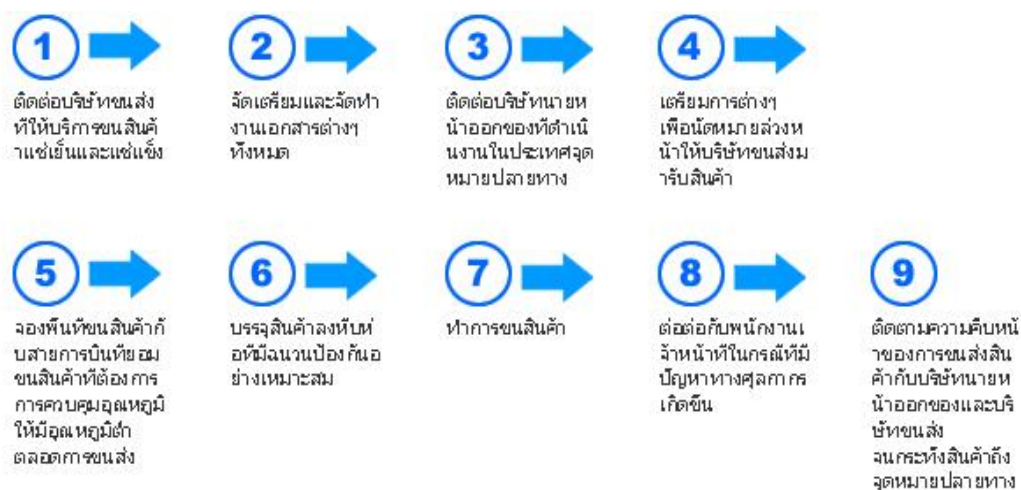 1
2
3
4
ติดต่อบริษัทขนส่ง
ที่ให้บริการขนสินค้
าแช่เย็นและแช่แข็ง
จัดเตรียมและจัดทำ
งานเอกสารต่างๆ
ทั้งหมด
ติดต่อบริษัทนายห
น้าออกของที่ดำเนิ
นงานในประเทศจุด
หมายปลายทาง
เตรียมการต่างๆ
เพื่อนัดหมายล่วงห
น้าให้บริษัทขนส่งม
ารับสินค้า
5
6
7
8
9
จองพื้นที่ขนสินค้ากั
บสายการบินที่ยอม
ขนสินค้าที่ต้องการ
การควบคุมอุณหภูมิ
ให้มีอุณหภูมิต่ำ
ตลอดการขนส่ง
บรรจุสินค้าลงหีบห่
อที่มีฉนวนป้องกันอ
ย่างเหมาะสม
ทำการขนสินค้า
ต่อต่อกับพนักงานเ
จ้าหน้าที่ในกรณีที่มี
ปัญหาทางศุลกากร
เกิดขึ้น
ติดตามความคืบหน้
าของการขนส่งสิน
ค้ากับบริษัทนายห
น้าออกของและบริ
ษัทขนส่ง
จนกระทั่งสินค้าถึง
จุดหมายปลายทาง